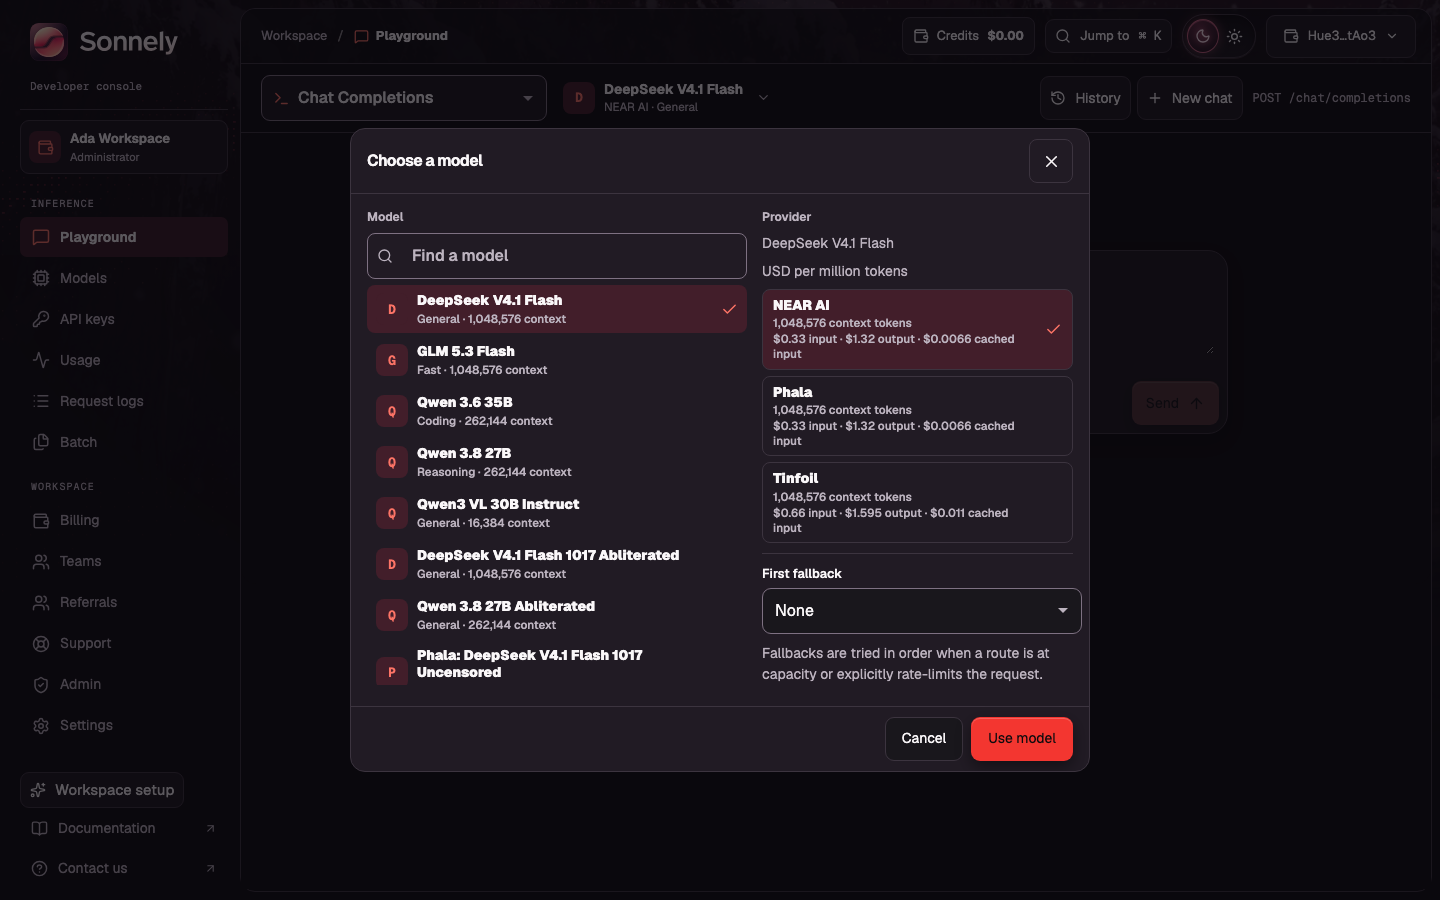 Sonnely
Developer console
Ada Workspace
Administrator
INFERENCE
Playground
Models
API keys
Usage
Request logs
Batch
WORKSPACE
Billing
Teams
Referrals
Support
Admin
Settings
Workspace setup
Documentation
Contact us
Workspace / Playground
Credits $0.00
Jump to ⌘ K
Hue3...tAo3
Chat Completions
D
DeepSeek V4.1 Flash
NEAR AI · General
History
New chat
POST /chat/completions
Send
Choose a model
Model
Find a model
D
DeepSeek V4.1 Flash
General · 1,048,576 context
G
GLM 5.3 Flash
Fast · 1,048,576 context
Q
Qwen 3.6 35B
Coding · 262,144 context
Q
Qwen 3.8 27B
Reasoning · 262,144 context
Q
Qwen3 VL 30B Instruct
General · 16,384 context
D
DeepSeek V4.1 Flash 1017 Abliterated
General · 1,048,576 context
Q
Qwen 3.8 27B Abliterated
General · 262,144 context
P
Phala: DeepSeek V4.1 Flash 1017
Uncensored
Provider
DeepSeek V4.1 Flash
USD per million tokens
NEAR AI
1,048,576 context tokens
$0.33 input · $1.32 output · $0.0066 cached
input
Phala
1,048,576 context tokens
$0.33 input · $1.32 output · $0.0066 cached
input
Tinfoil
1,048,576 context tokens
$0.66 input · $1.595 output · $0.011 cached
input
First fallback
None
Fallbacks are tried in order when a route is at
capacity or explicitly rate-limits the request.
Cancel
Use model